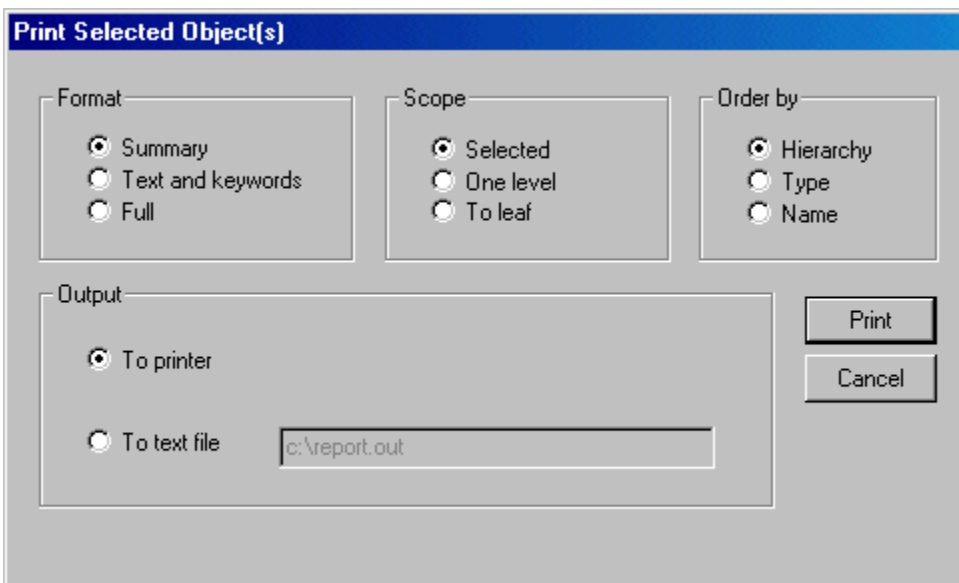 Print Selected Object(s)
Format
Summary
Text and keywords
Full
Scope
Selected
One level
To leaf
Order by
Hierarchy
Type
Name
Output
To printer
To text file
c:\report.out
Print
Cancel